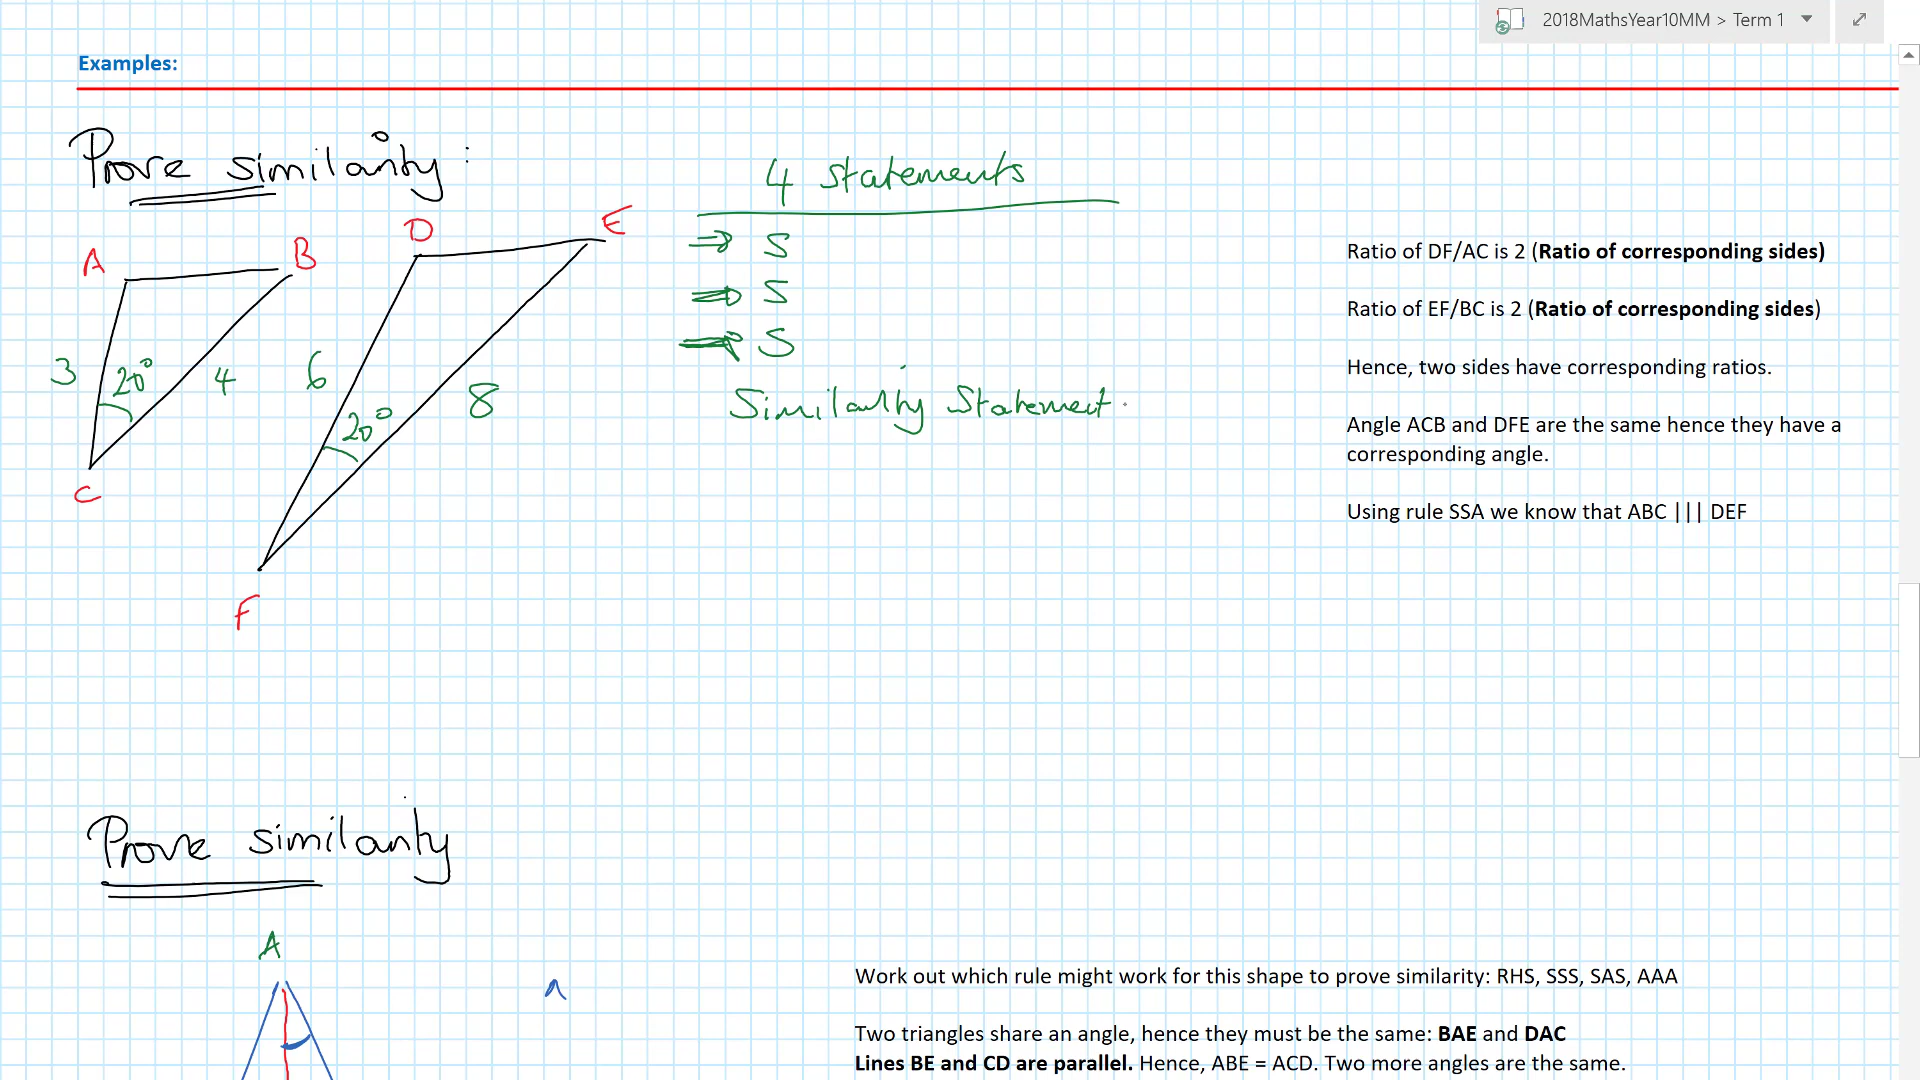 2018MathsYear10MM > Term 1
Examples:
Prove similarity:
4 statements
A
B
D
E
⇒ S
⇒ S
⇒ S
Similarity Statement.
3
20°
4
6
20°
8
C
F
Ratio of DF/AC is 2 (Ratio of corresponding sides)
Ratio of EF/BC is 2 (Ratio of corresponding sides)
Hence, two sides have corresponding ratios.
Angle ACB and DFE are the same hence they have a
corresponding angle.
Using rule SSA we know that ABC ||| DEF
Prove similarity
A
Work out which rule might work for this shape to prove similarity: RHS, SSS, SAS, AAA
Two triangles share an angle, hence they must be the same: BAE and DAC
Lines BE and CD are parallel. Hence, ABE = ACD. Two more angles are the same.